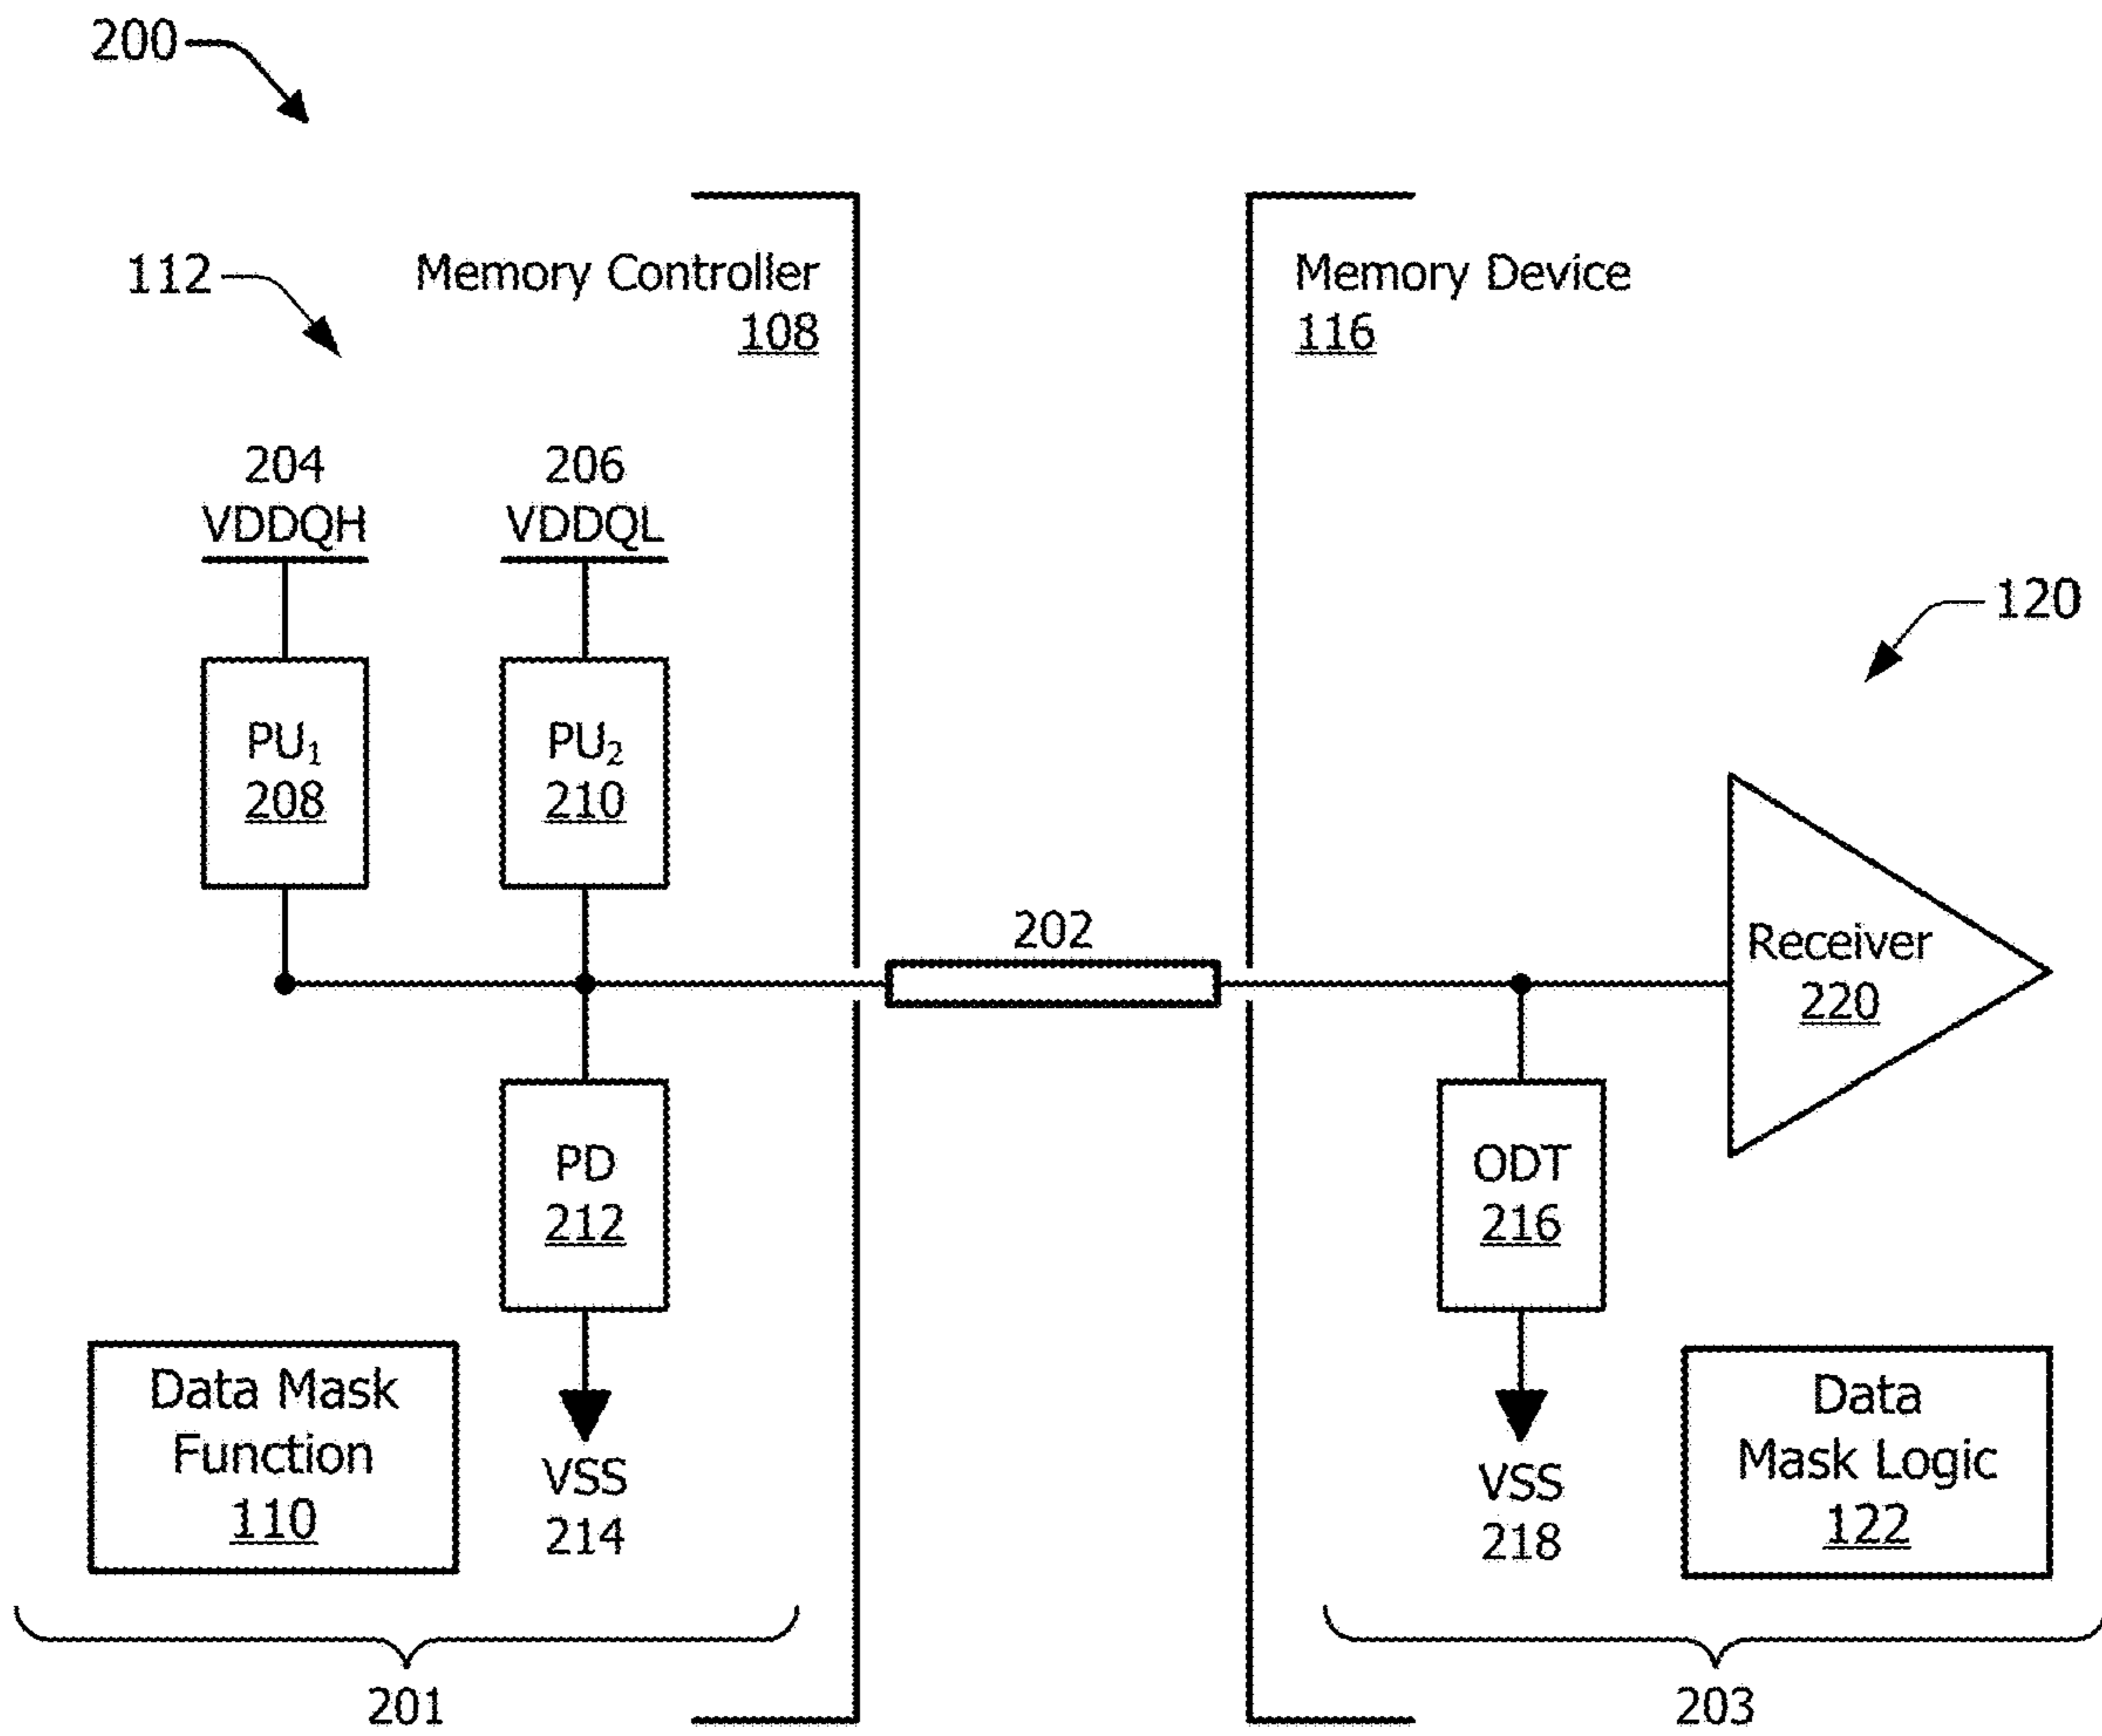 200
112
Memory Controller
108
Memory Device
116
204
VDDQH
206
VDDQL
120
PU₁
208
PU₂
210
202
Receiver
220
PD
212
ODT
216
Data Mask
Function
110
VSS
214
VSS
218
Data
Mask Logic
122
201
203